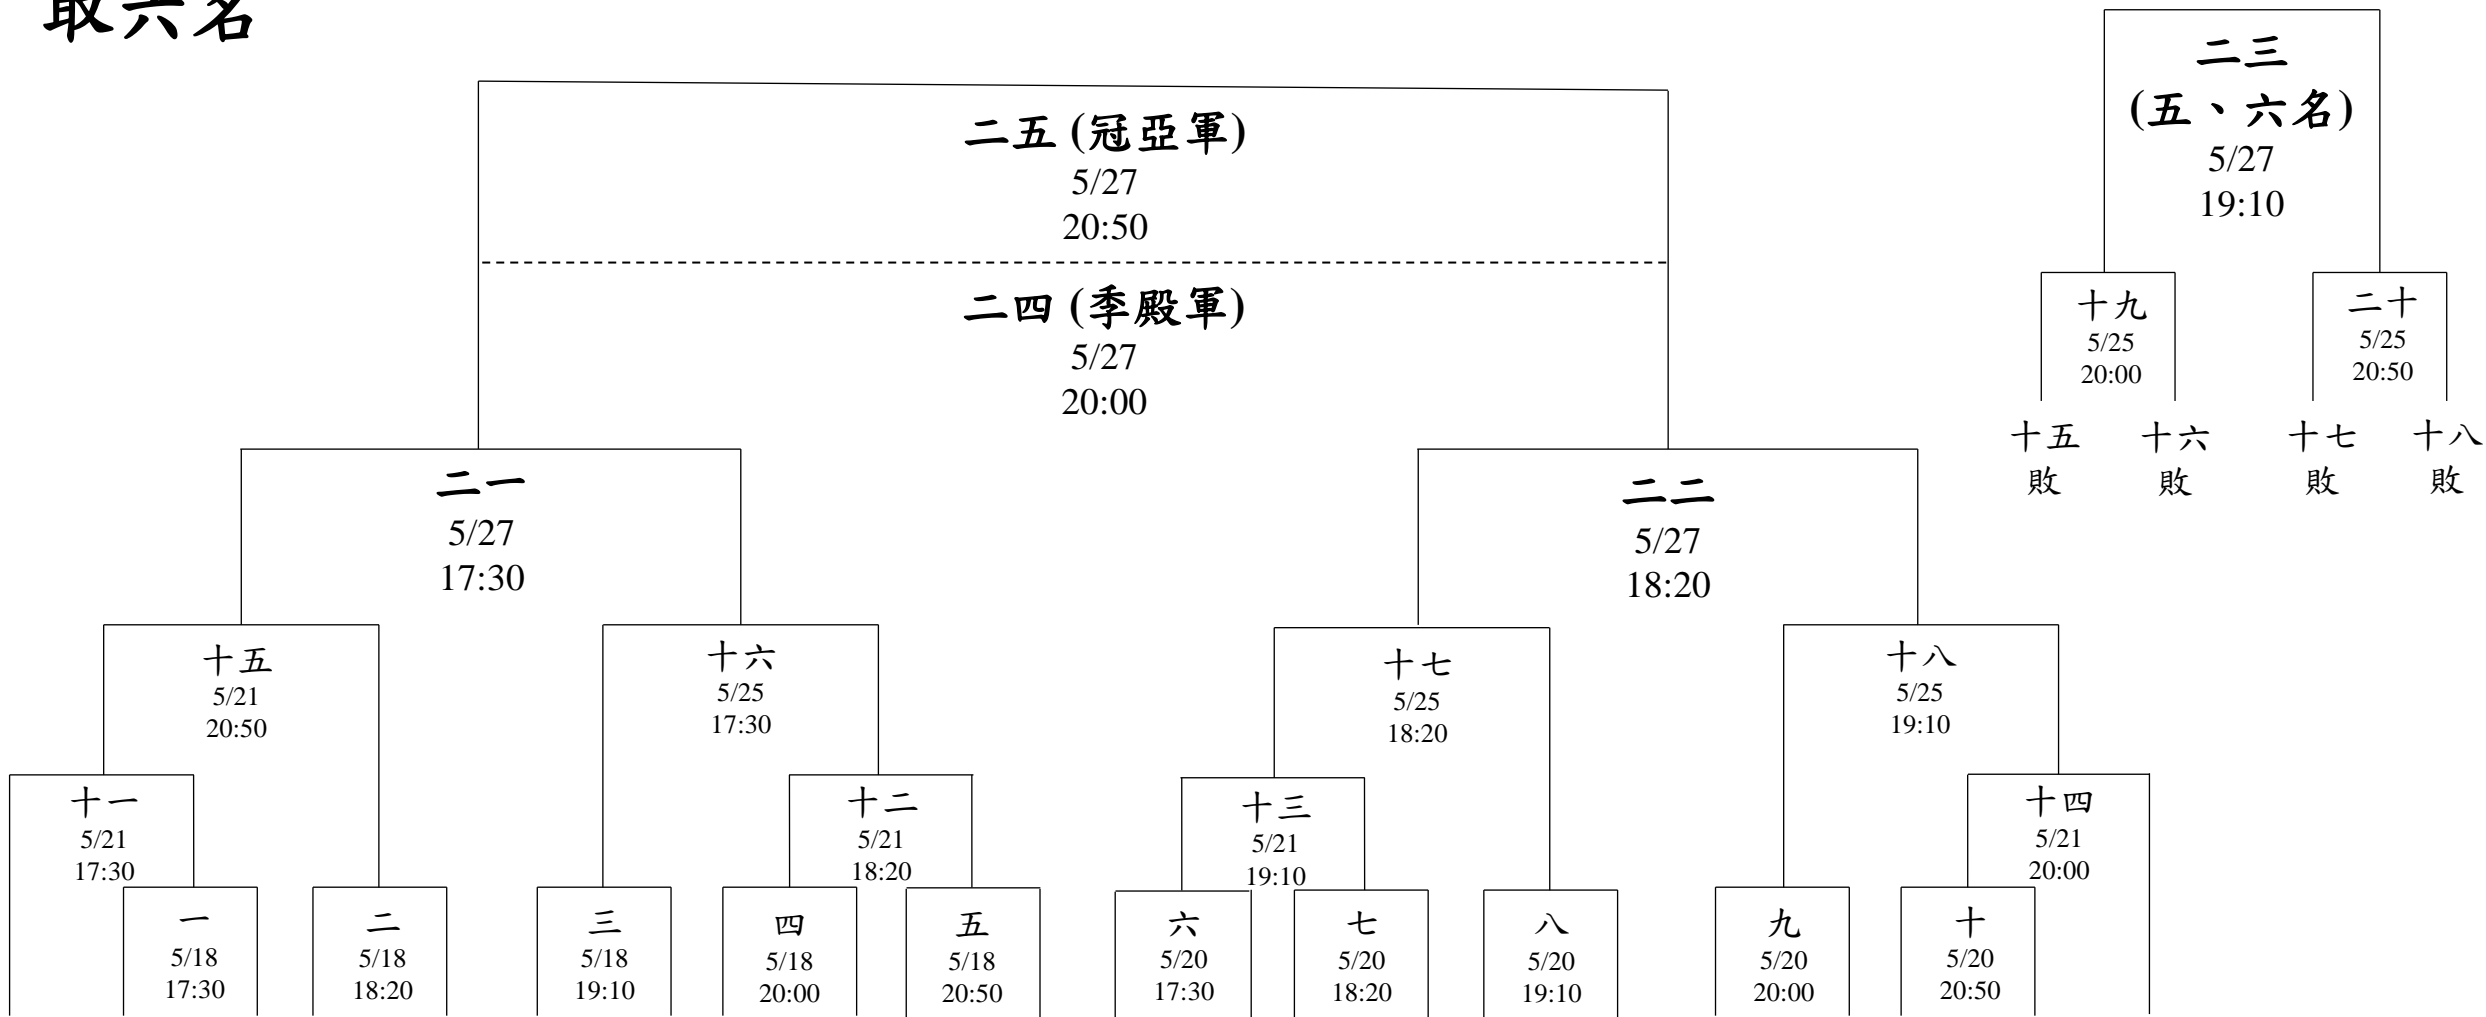 取六名
二三
(五、六名)
5/27
19:10
二五 (冠亞軍)
5/27
20:50
二四 (季殿軍)
5/27
20:00
十九
5/25
20:00
二十
5/25
20:50
十五
敗
十六
敗
十七
敗
十八
敗
二一
5/27
17:30
二二
5/27
18:20
十五
5/21
20:50
十六
5/25
17:30
十七
5/25
18:20
十八
5/25
19:10
十一
5/21
17:30
十二
5/21
18:20
十三
5/21
19:10
十四
5/21
20:00
一
5/18
17:30
二
5/18
18:20
三
5/18
19:10
四
5/18
20:00
五
5/18
20:50
六
5/20
17:30
七
5/20
18:20
八
5/20
19:10
九
5/20
20:00
十
5/20
20:50